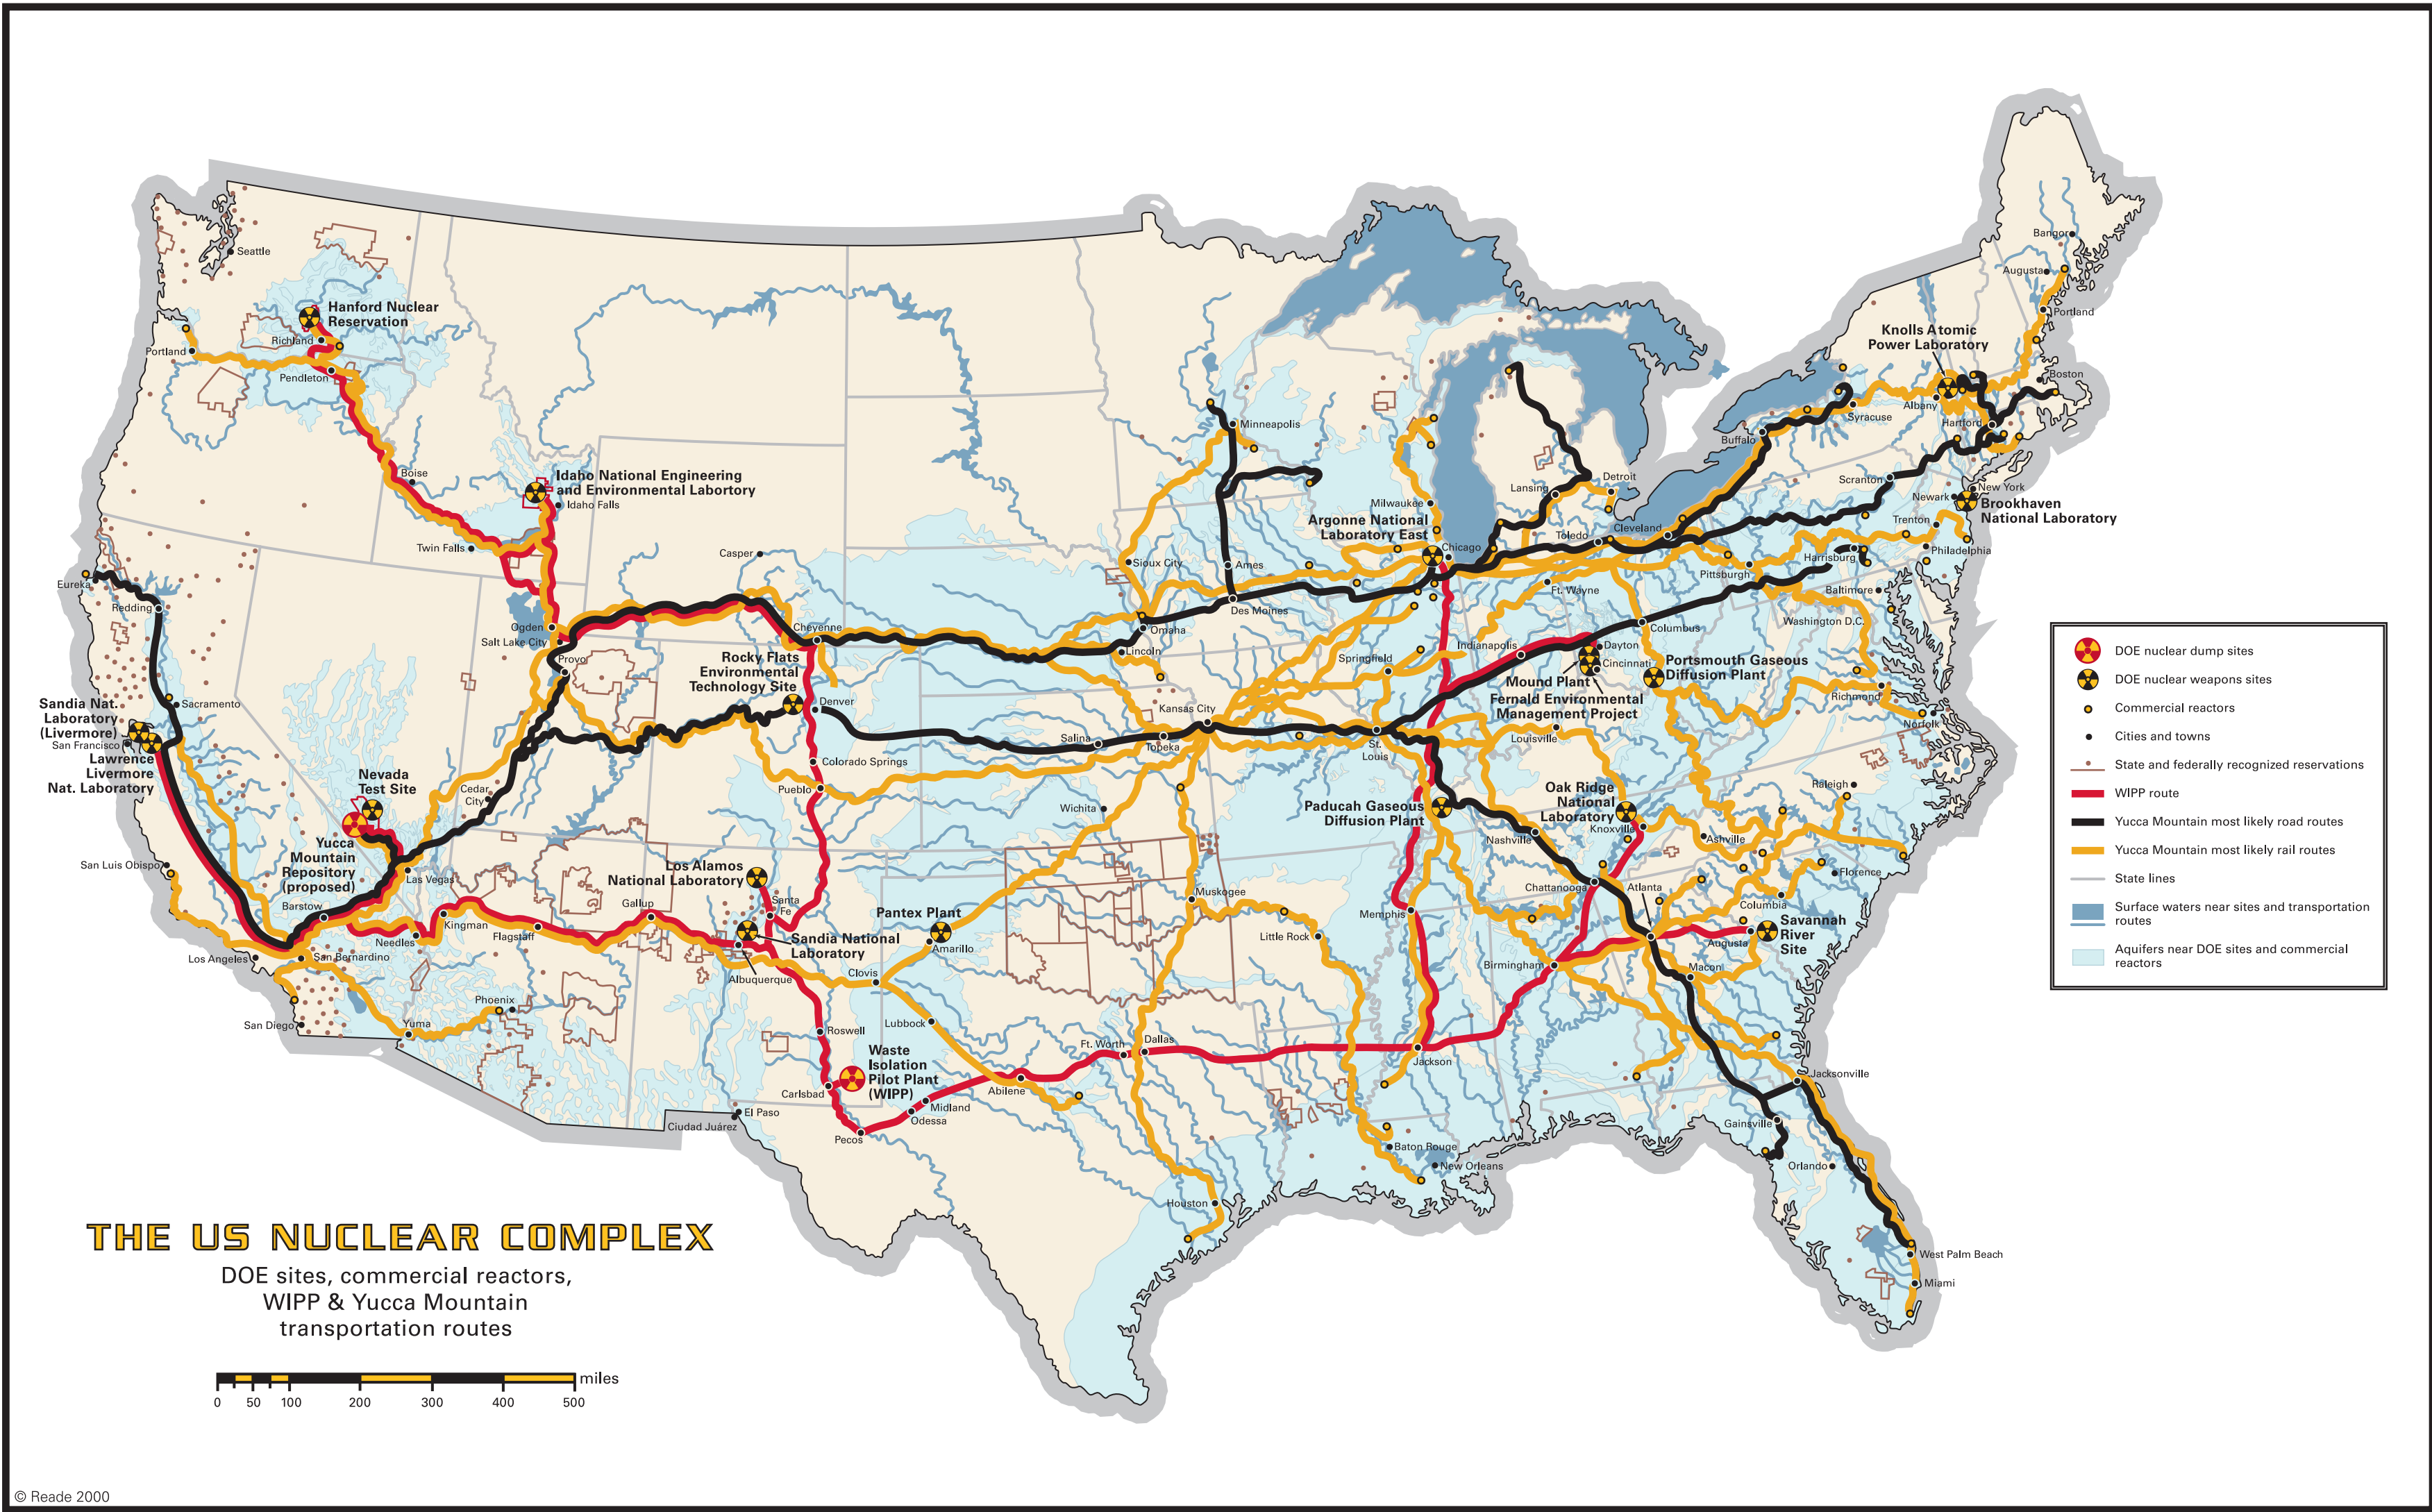 Seattle
Hanford Nuclear
Reservation
Richland
Portland
Pendleton
Boise
Idaho National Engineering
and Environmental Labortory
Idaho Falls
Twin Falls
Casper
Eureka
Redding
Ogden
Salt Lake City
Provo
Cheyenne
Rocky Flats
Environmental
Technology Site
Denver
Colorado Springs
Pueblo
Sandia Nat.
Laboratory
(Livermore)
Sacramento
San Francisco
Lawrence
Livermore
Nat. Laboratory
Nevada
Test Site
Cedar
City
Yucca
Mountain
Repository
(proposed)
Las Vegas
San Luis Obispo
Barstow
Needles
Kingman
Flagstaff
Gallup
Los Angeles
San Bernardino
San Diego
Phoenix
Yuma
Los Alamos
National Laboratory
Santa
Fe
Sandia National
Laboratory
Albuquerque
Pantex Plant
Amarillo
Clovis
Lubbock
Roswell
Waste
Isolation
Pilot Plant
(WIPP)
Carlsbad
El Paso
Ciudad Juárez
Pecos
Odessa
Midland
Abilene
Ft. Worth
Dallas
Houston
Minneapolis
Sioux City
Ames
Des Moines
Omaha
Lincoln
Kansas City
Salina
Topeka
Wichita
Muskogee
Little Rock
Milwaukee
Argonne National
Laboratory East
Chicago
Springfield
St.
Louis
Paducah Gaseous
Diffusion Plant
Memphis
Jackson
Baton Rouge
New Orleans
Lansing
Detroit
Toledo
Cleveland
Ft. Wayne
Indianapolis
Dayton
Cincinnati
Columbus
Mound Plant
Fernald Environmental
Management Project
Portsmouth Gaseous
Diffusion Plant
Louisville
Oak Ridge
National
Laboratory
Knoxville
Nashville
Chattanooga
Atlanta
Birmingham
Macon
Ashville
Columbia
Florence
Raleigh
Augusta
Savannah
River
Site
Jacksonville
Gainsville
Orlando
West Palm Beach
Miami
Bangor
Augusta
Portland
Boston
Knolls Atomic
Power Laboratory
Albany
Syracuse
Buffalo
Hartford
Scranton
Newark
New York
Brookhaven
National Laboratory
Trenton
Philadelphia
Harrisburg
Pittsburgh
Baltimore
Washington D.C.
Richmond
Norfolk
DOE nuclear dump sites
DOE nuclear weapons sites
Commercial reactors
Cities and towns
State and federally recognized reservations
WIPP route
Yucca Mountain most likely road routes
Yucca Mountain most likely rail routes
State lines
Surface waters near sites and transportation
routes
Aquifers near DOE sites and commercial
reactors
THE US NUCLEAR COMPLEX
DOE sites, commercial reactors,
WIPP & Yucca Mountain
transportation routes
miles
0 50 100 200 300 400 500
© Reade 2000